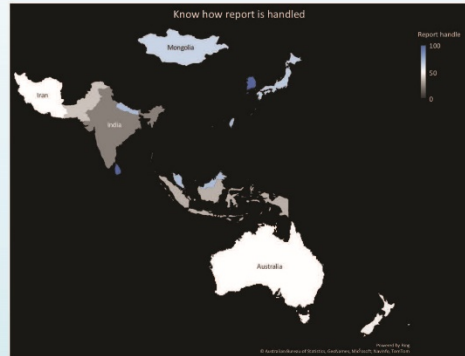 Know how report is handled
Report handle
100
50
0
Mongolia
Iran
India
Australia
Powered by Bing
© Australian Bureau of Statistics, GeoNames, Microsoft, Navinfo, TomTom